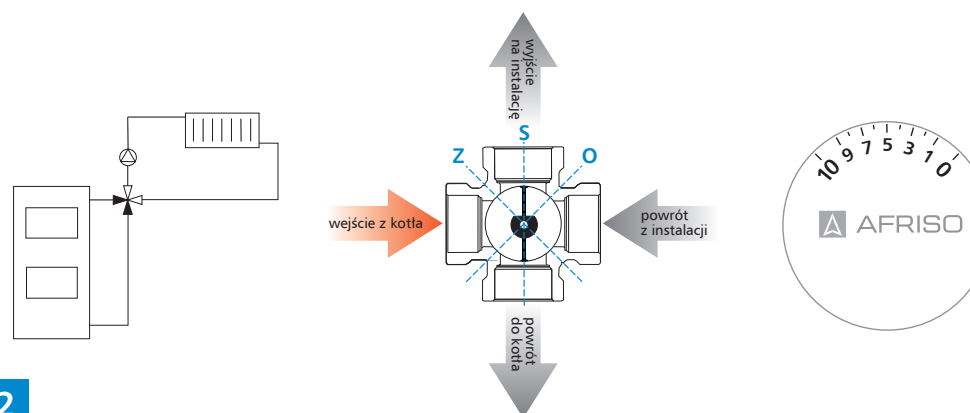 wyjście
na instalację
S
Z
O
wejście z kotła
powrót
z instalacji
powrót
do kotła
10 9 7 5 3 1 0
AFRISO
2